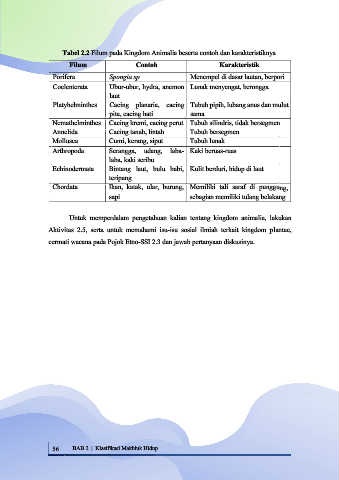 Tabel 2.2 Filum pada Kingdom Animalia beserta contoh dan karakteristiknya
Filum Contoh Karakteristik
Porifera Spongia sp Menempel di dasar lautan, berpori
Coelenterata Ubur-ubur, hydra, anemon Lunak menyengat, berongga
laut
Platyhelminthes Cacing planaria, cacing Tubuh pipih, lubang anus dan mulut
pita, cacing hati sama
Nemathelminthes Cacing kremi, cacing perut Tubuh silindris, tidak bersegmen
Annelida Cacing tanah, lintah Tubuh bersegmen
Mollusca Cumi, kerang, siput Tubuh lunak
Arthropoda Serangga, udang, laba- Kaki beruas-ruas
laba, kaki seribu
Echinodermata Bintang laut, bulu babi, Kulit berduri, hidup di laut
teripang
Chordata Ikan, katak, ular, burung, Memiliki tali saraf di punggung,
sapi sebagian memiliki tulang belakang
Untuk memperdalam pengetahuan kalian tentang kingdom animalia, lakukan
Aktivitas 2.5, serta untuk memahami isu-isu sosial ilmiah terkait kingdom plantae,
cermati wacana pada Pojok Etno-SSI 2.3 dan jawab pertanyaan diskusinya.
56 BAB 2 | Klasifikasi Makhluk Hidup